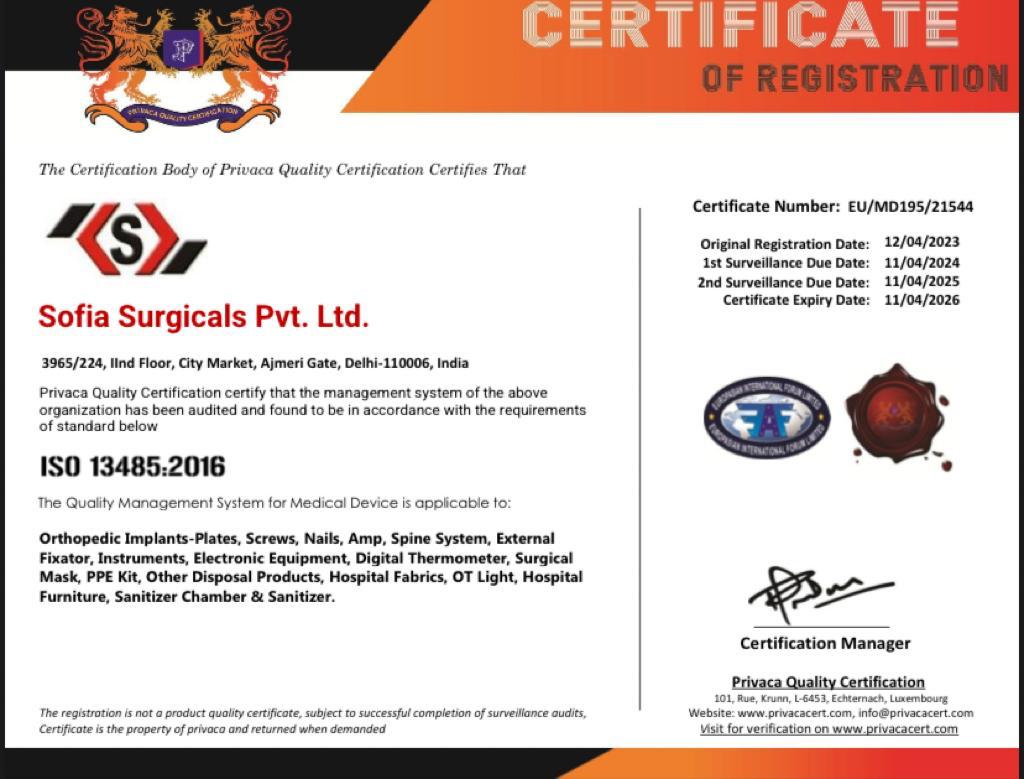 CERTIFICATE
OF REGISTRATION
P
PRIVACA QUALITY CERTIFICATION
The Certification Body of Privaca Quality Certification Certifies That
S
Sofia Surgicals Pvt. Ltd.
3965/224, IInd Floor, City Market, Ajmeri Gate, Delhi-110006, India
Privaca Quality Certification certify that the management system of the above
organization has been audited and found to be in accordance with the requirements
of standard below
ISO 13485:2016
The Quality Management System for Medical Device is applicable to:
Orthopedic Implants-Plates, Screws, Nails, Amp, Spine System, External
Fixator, Instruments, Electronic Equipment, Digital Thermometer, Surgical
Mask, PPE Kit, Other Disposal Products, Hospital Fabrics, OT Light, Hospital
Furniture, Sanitizer Chamber & Sanitizer.
The registration is not a product quality certificate, subject to successful completion of surveillance audits,
Certificate is the property of privaca and returned when demanded
Certificate Number: EU/MD195/21544
Original Registration Date: 12/04/2023
1st Surveillance Due Date: 11/04/2024
2nd Surveillance Due Date: 11/04/2025
Certificate Expiry Date: 11/04/2026
INTERNATIONAL FORUM LIMITED
INTERNATIONAL FORUM LIMITED
Certification Manager
Privaca Quality Certification
101, Rue, Krunn, L-6453, Echternach, Luxembourg
Website: www.privacacert.com, info@privacacert.com
Visit for verification on www.privacacert.com